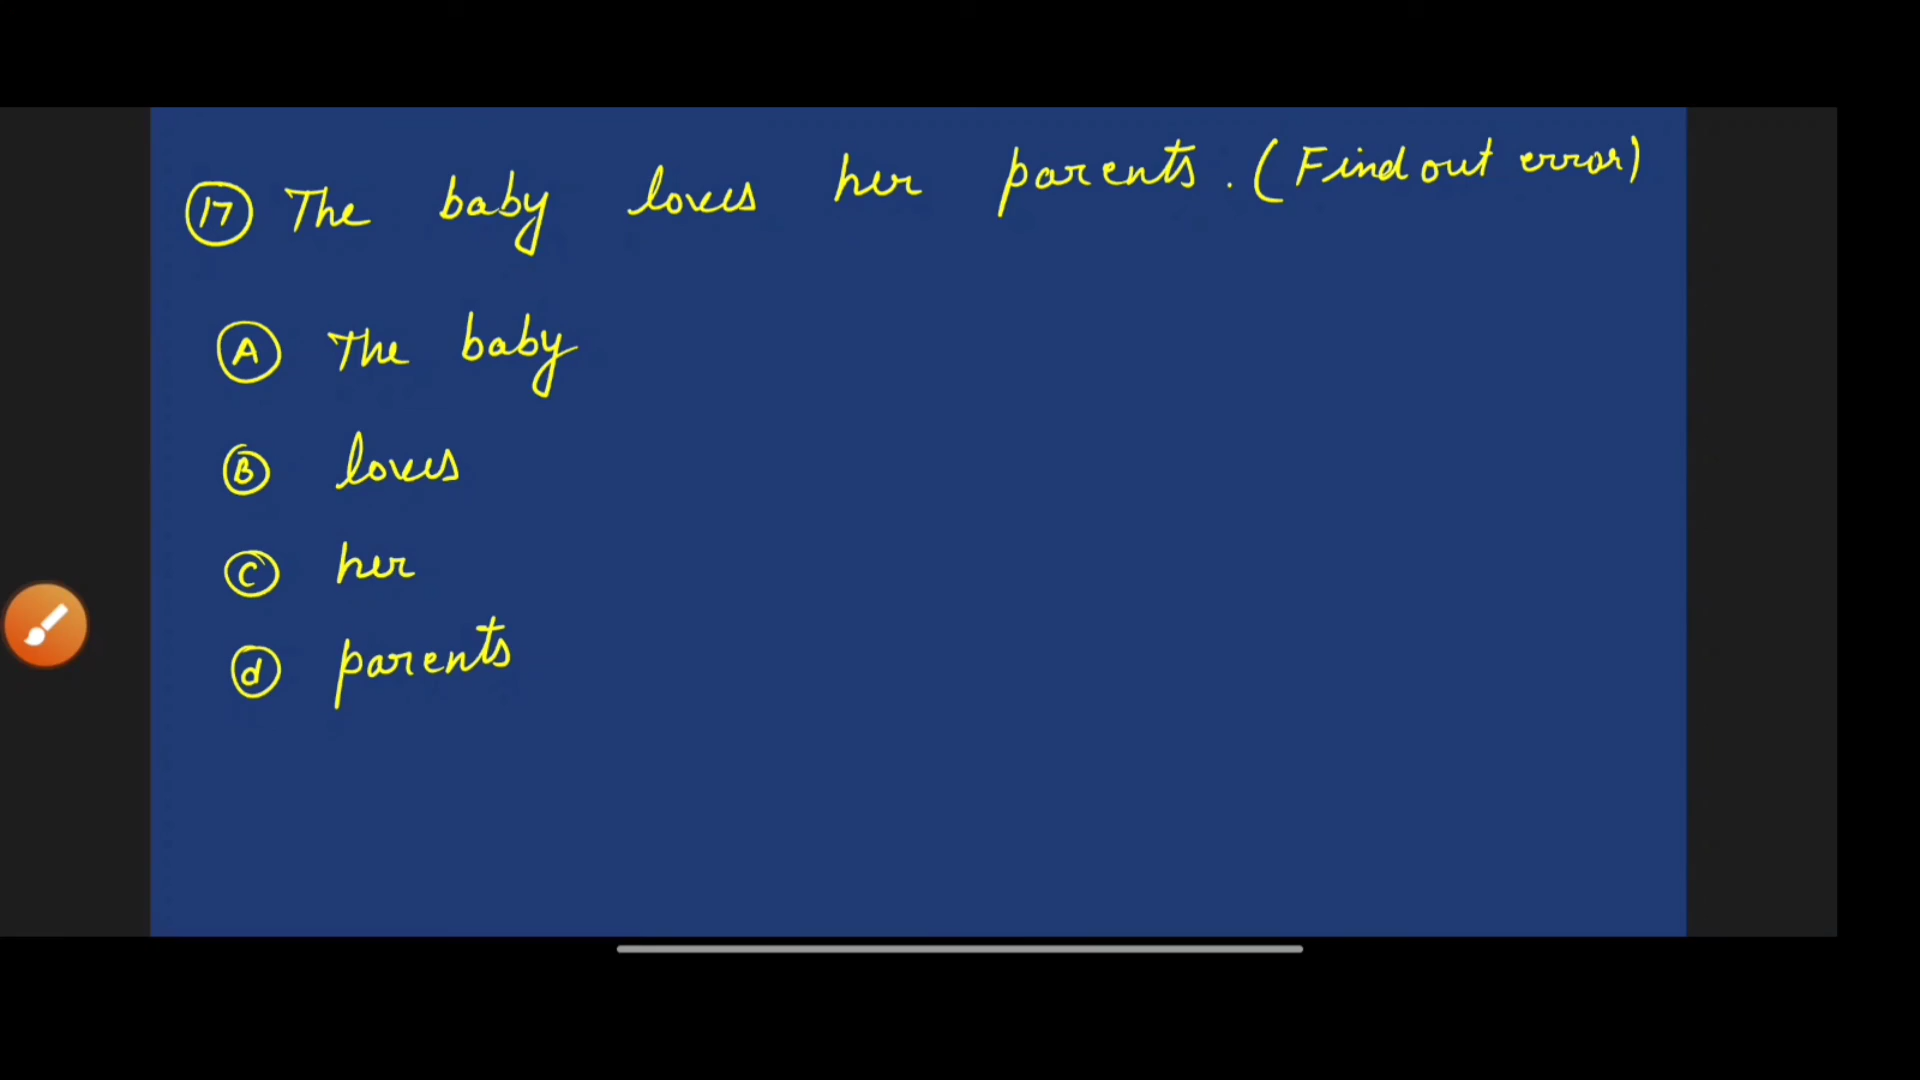 17 The baby loves her parents. (Find out error)
A The baby
B loves
C her
d parents